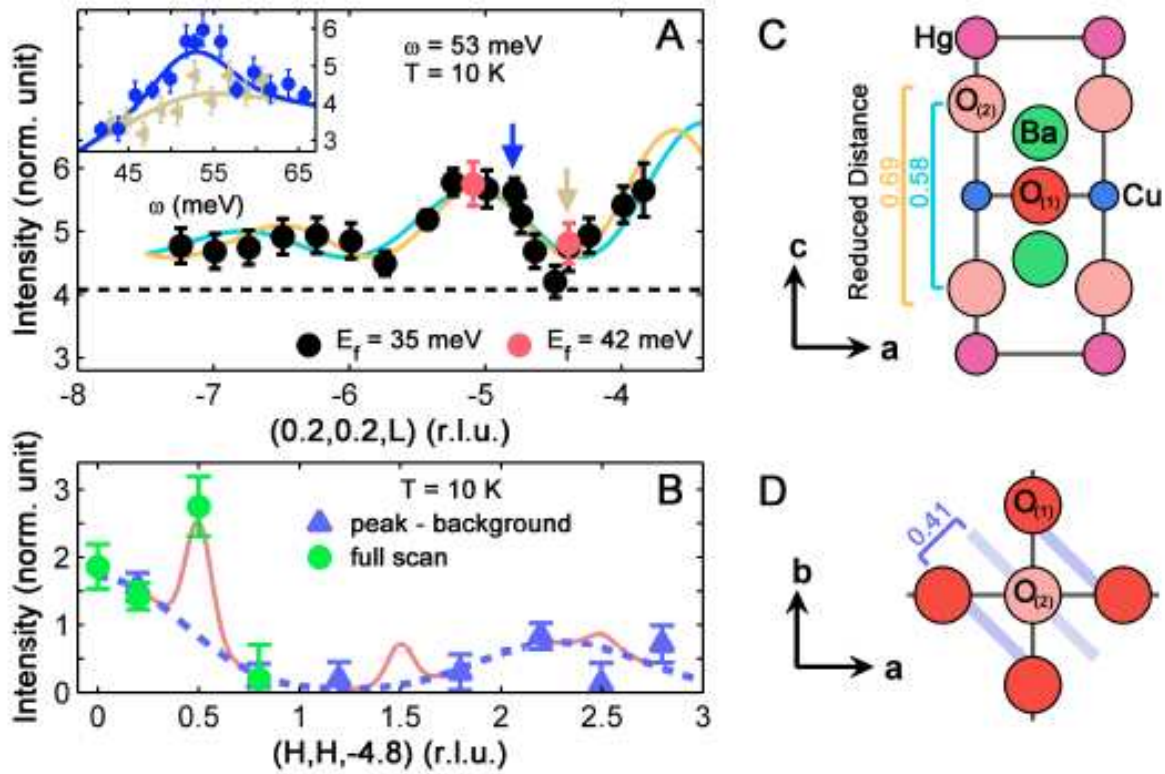 A
ω = 53 meV
T = 10 K
6
5
4
3
45
55
65
ω (meV)
Intensity (norm. unit)
6
5
4
3
E_f = 35 meV
E_f = 42 meV
-8
-7
-6
-5
-4
(0.2,0.2,L) (r.l.u.)
B
T = 10 K
peak - background
full scan
Intensity (norm. unit)
3
2
1
0
0
0.5
1
1.5
2
2.5
3
(H,H,-4.8) (r.l.u.)
C
Hg
O(2)
Ba
O(1)
Cu
Reduced Distance
0.69
0.58
c
a
D
0.41
O(1)
O(2)
b
a